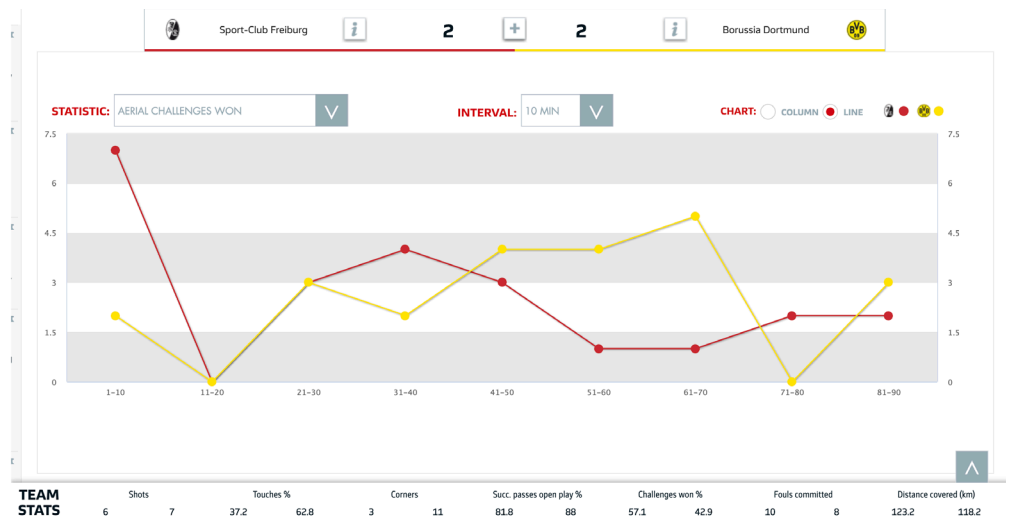 Sport-Club Freiburg i 2 + 2 i Borussia Dortmund BVB 09
STATISTIC: AERIAL CHALLENGES WON INTERVAL: 10 MIN CHART: COLUMN LINE
7.5 7.5
6 6
4.5 4.5
3 3
1.5 1.5
0 0
1-10 11-20 21-30 31-40 41-50 51-60 61-70 71-80 81-90
TEAM STATS
Shots Touches % Corners Succ. passes open play % Challenges won % Fouls committed Distance covered (km)
6 7 37.2 62.8 3 11 81.8 88 57.1 42.9 10 8 123.2 118.2